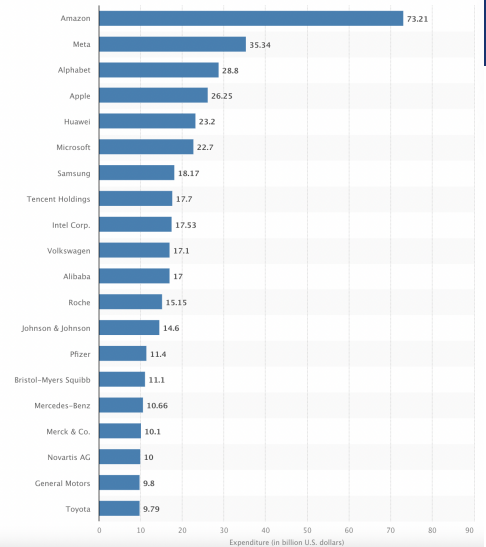 Amazon 73.21
Meta 35.34
Alphabet 28.8
Apple 26.25
Huawei 23.2
Microsoft 22.7
Samsung 18.17
Tencent Holdings 17.7
Intel Corp. 17.53
Volkswagen 17.1
Alibaba 17
Roche 15.15
Johnson & Johnson 14.6
Pfizer 11.4
Bristol-Myers Squibb 11.1
Mercedes-Benz 10.66
Merck & Co. 10.1
Novartis AG 10
General Motors 9.8
Toyota 9.79
0 10 20 30 40 50 60 70 80 90
Expenditure (in billion U.S. dollars)